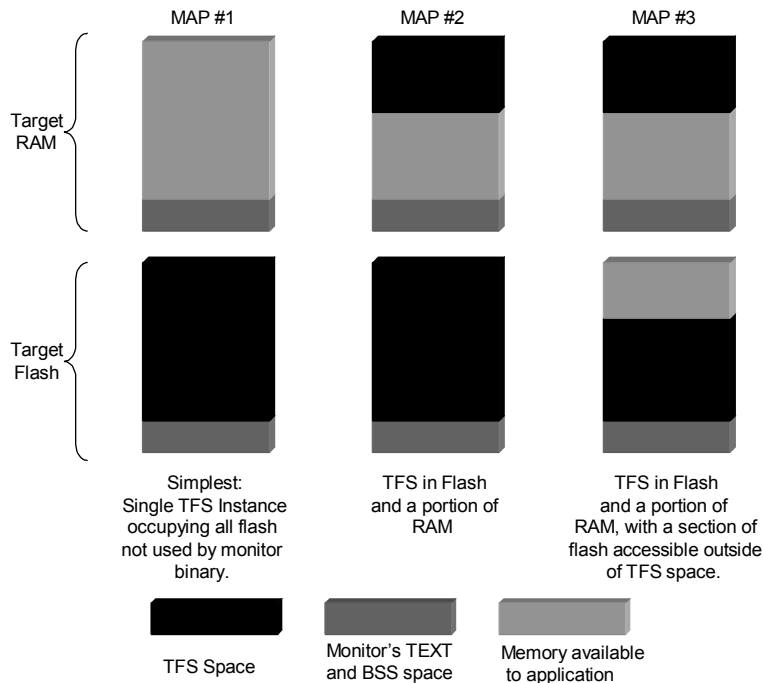 MAP #1
MAP #2
MAP #3
Target
RAM
Target
Flash
Simplest:
Single TFS Instance
occupying all flash
not used by monitor
binary.
TFS in Flash
and a portion of
RAM
TFS in Flash
and a portion of
RAM, with a section of
flash accessible outside
of TFS space.
TFS Space
Monitor's TEXT
and BSS space
Memory available
to application